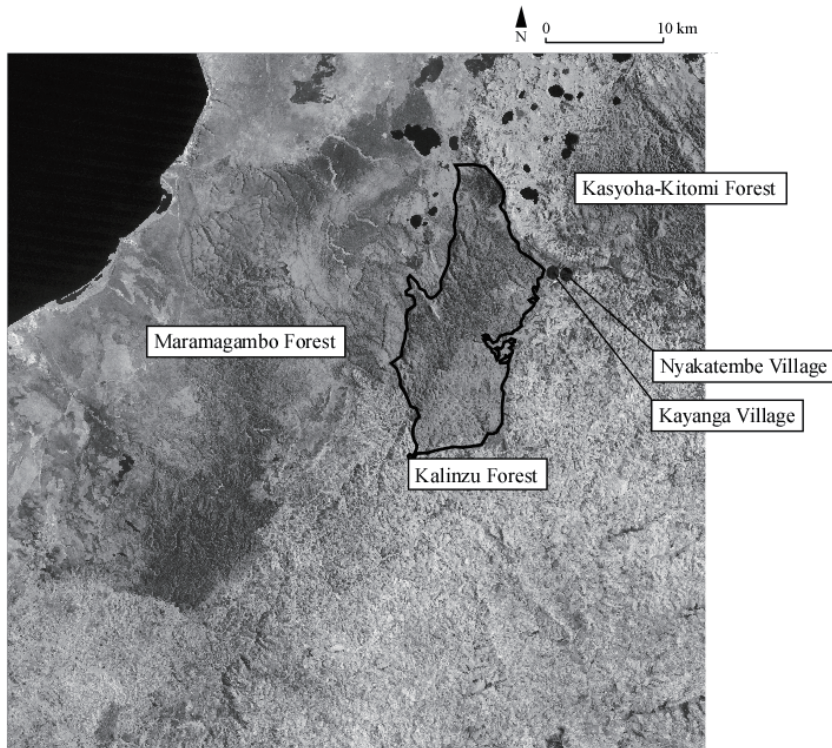 N
0
10 km
Kasyoha-Kitomi Forest
Maramagambo Forest
Nyakatembe Village
Kayanga Village
Kalinzu Forest